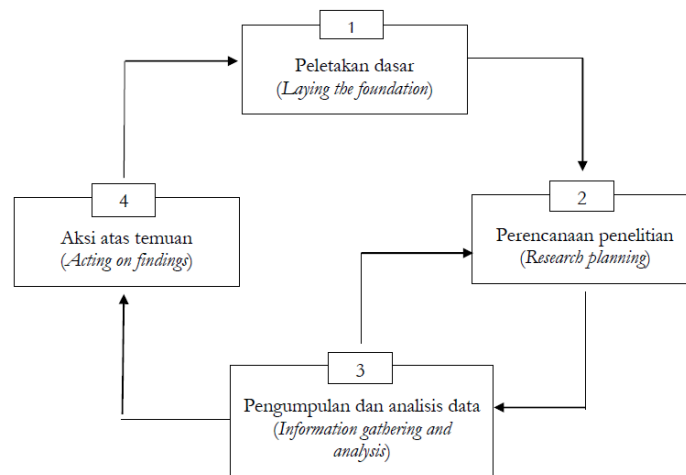 1
Peletakan dasar
(Laying the foundation)
2
Perencanaan penelitian
(Research planning)
3
Pengumpulan dan analisis data
(Information gathering and
analysis)
4
Aksi atas temuan
(Acting on findings)